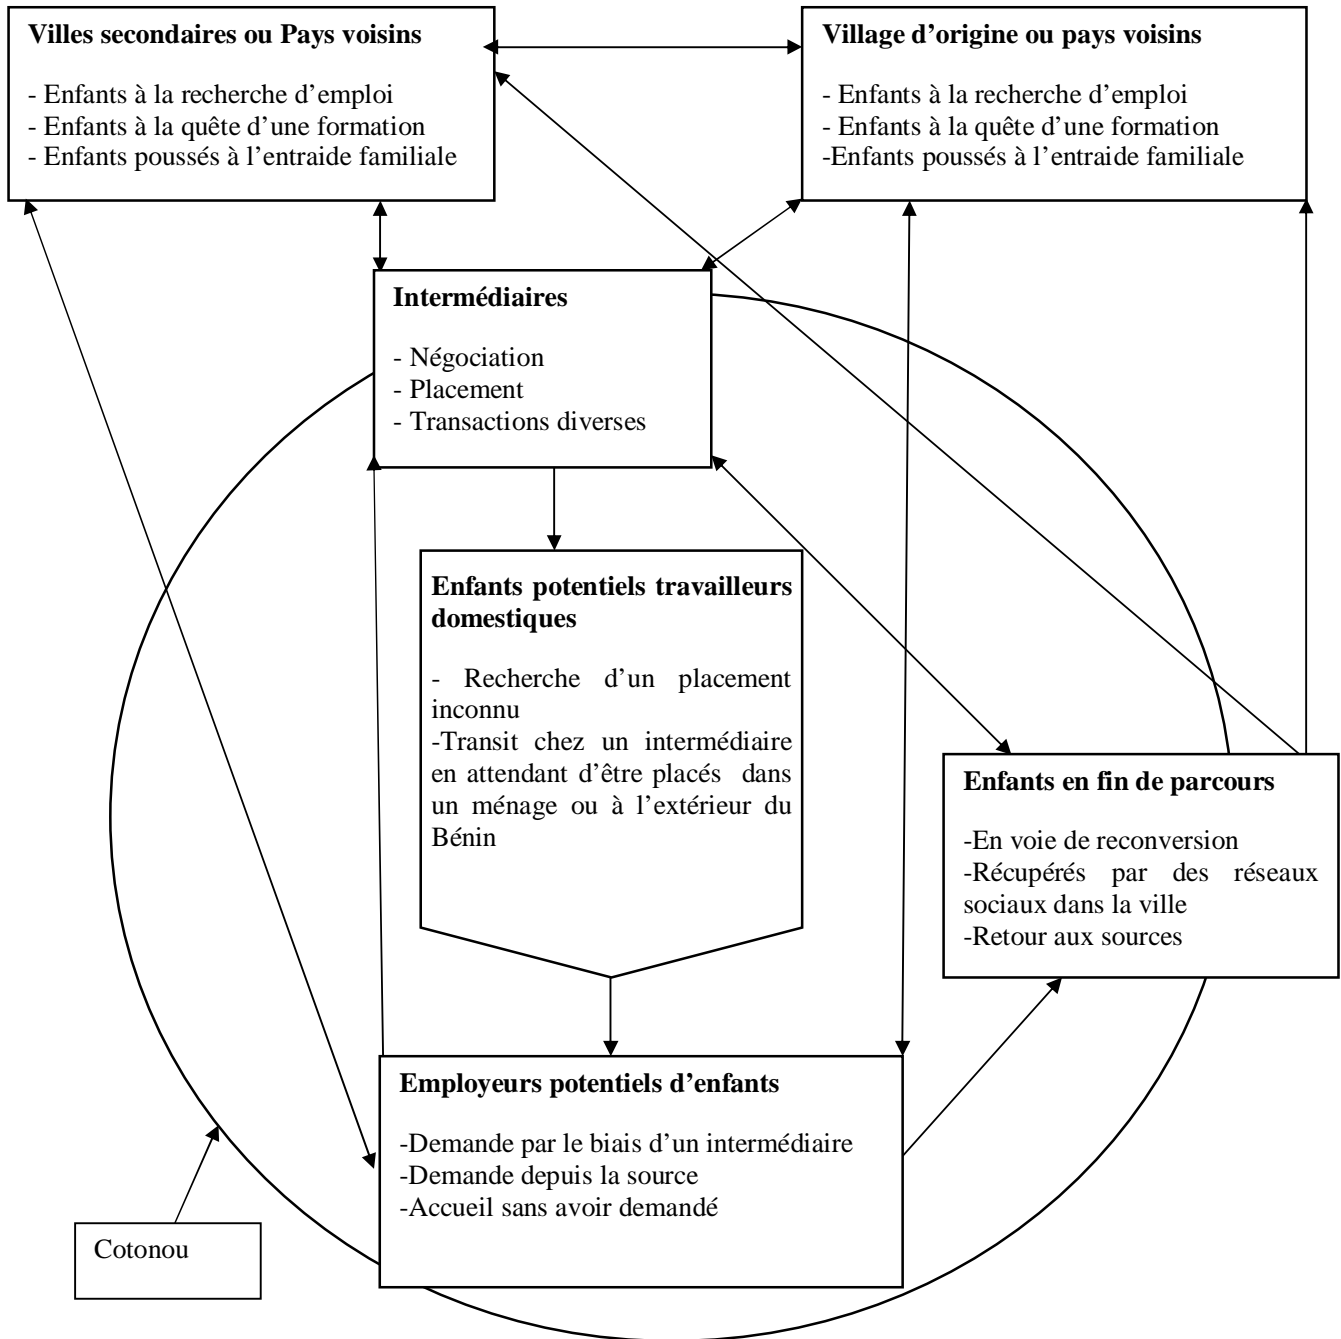 Villes secondaires ou Pays voisins
- Enfants à la recherche d’emploi
- Enfants à la quête d’une formation
- Enfants poussés à l’entraide familiale
Village d’origine ou pays voisins
- Enfants à la recherche d’emploi
- Enfants à la quête d’une formation
-Enfants poussés à l’entraide familiale
Intermédiaires
- Négociation
- Placement
- Transactions diverses
Enfants potentiels travailleurs
domestiques
- Recherche d’un placement
inconnu
-Transit chez un intermédiaire
en attendant d’être placés dans
un ménage ou à l’extérieur du
Bénin
Enfants en fin de parcours
-En voie de reconversion
-Récupérés par des réseaux
sociaux dans la ville
-Retour aux sources
Employeurs potentiels d’enfants
-Demande par le biais d’un intermédiaire
-Demande depuis la source
-Accueil sans avoir demandé
Cotonou